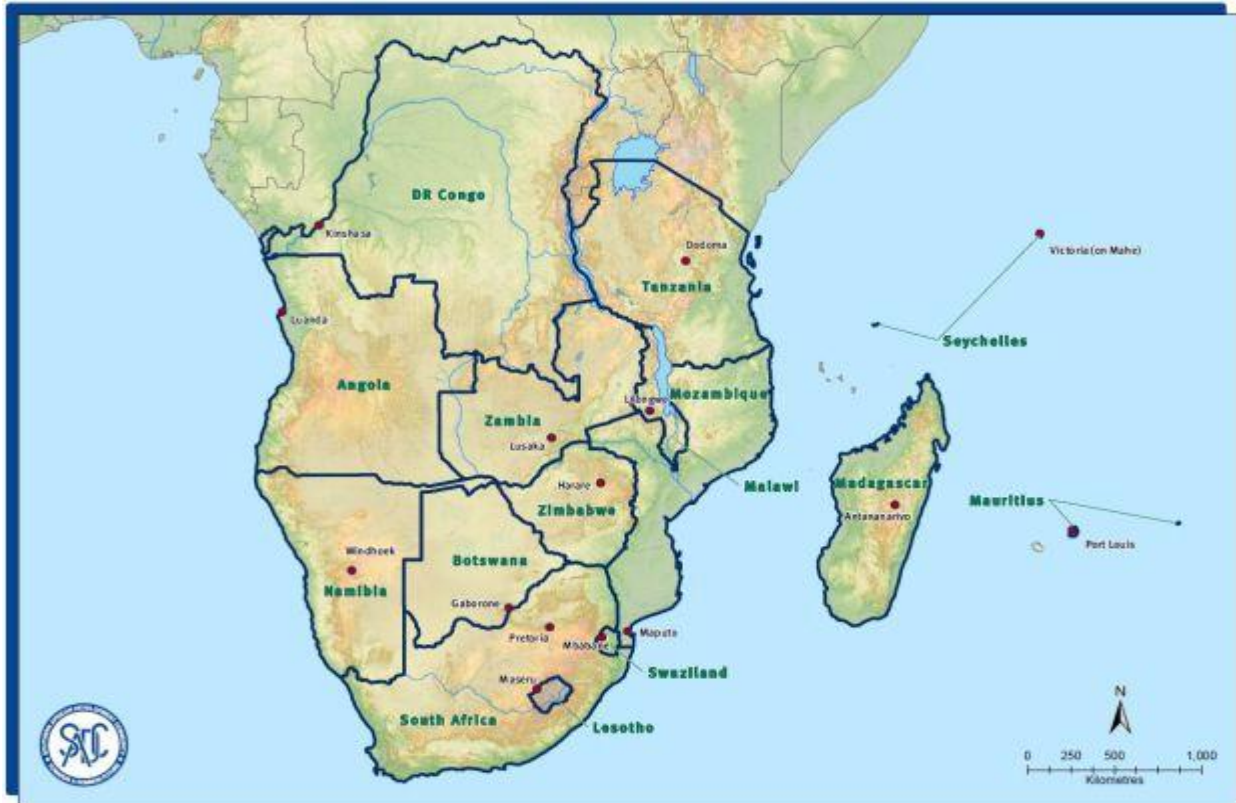 DR Congo
Kinshasa
Dodoma
Tanzania
Victoria (on Mahe)
Luanda
Seychelles
Angola
Mozambique
Lilongwe
Zambia
Lusaka
Malawi
Harare
Zimbabwe
Madagascar
Antananarivo
Mauritius
Port Louis
Windhoek
Namibia
Botswana
Gaborone
Pretoria
Mbabane
Maputo
Swaziland
Maseru
South Africa
Lesotho
SADC
N
0 250 500 1,000
Kilometres